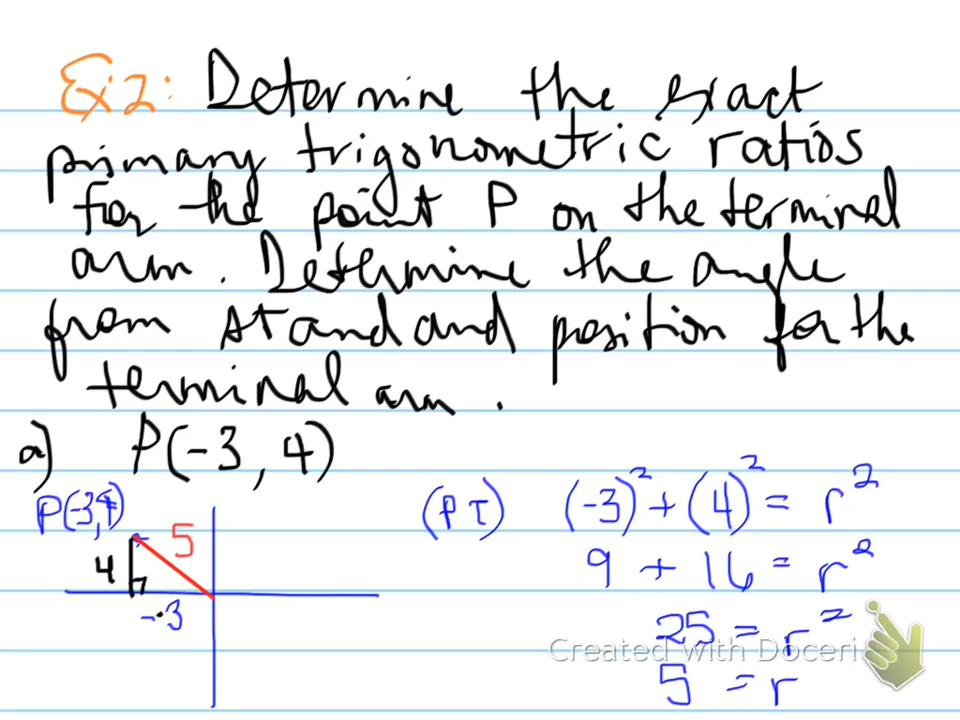 Ex2: Determine the exact
primary trigonometric ratios
for the point P on the terminal
arm. Determine the angle
from standard position for the
terminal arm.
a) P(-3, 4)
P(-3,4)
5
4
-3
(PT) (-3)² + (4)² = r²
9 + 16 = r²
25 = r²
5 = r
Created with Doceri